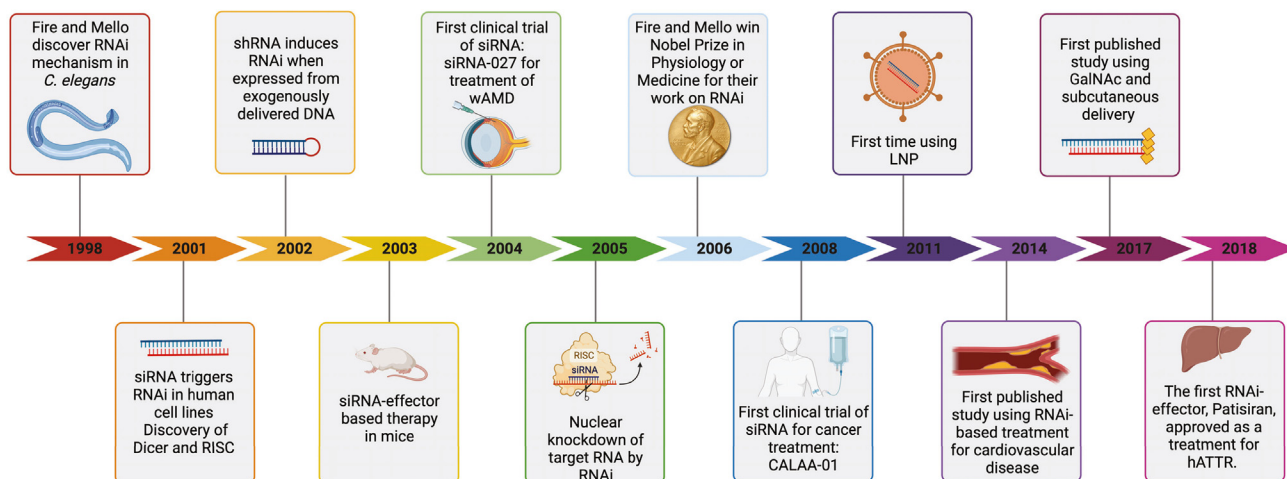 Fire and Mello
discover RNAi
mechanism in
C. elegans
shRNA induces
RNAi when
expressed from
exogenously
delivered DNA
First clinical trial
of siRNA:
siRNA-027 for
treatment of
wAMD
Fire and Mello win
Nobel Prize in
Physiology or
Medicine for their
work on RNAi
First time using
LNP
First published
study using
GalNAc and
subcutaneous
delivery
1998
2001
2002
2003
2004
2005
2006
2008
2011
2014
2017
2018
siRNA triggers
RNAi in human
cell lines
Discovery of
Dicer and RISC
siRNA-effector
based therapy
in mice
RISC
siRNA
Nuclear
knockdown of
target RNA by
RNAi
First clinical trial of
siRNA for cancer
treatment:
CALAA-01
First published
study using RNAi-
based treatment
for cardiovascular
disease
The first RNAi-
effector, Patisiran,
approved as a
treatment for
hATTR.